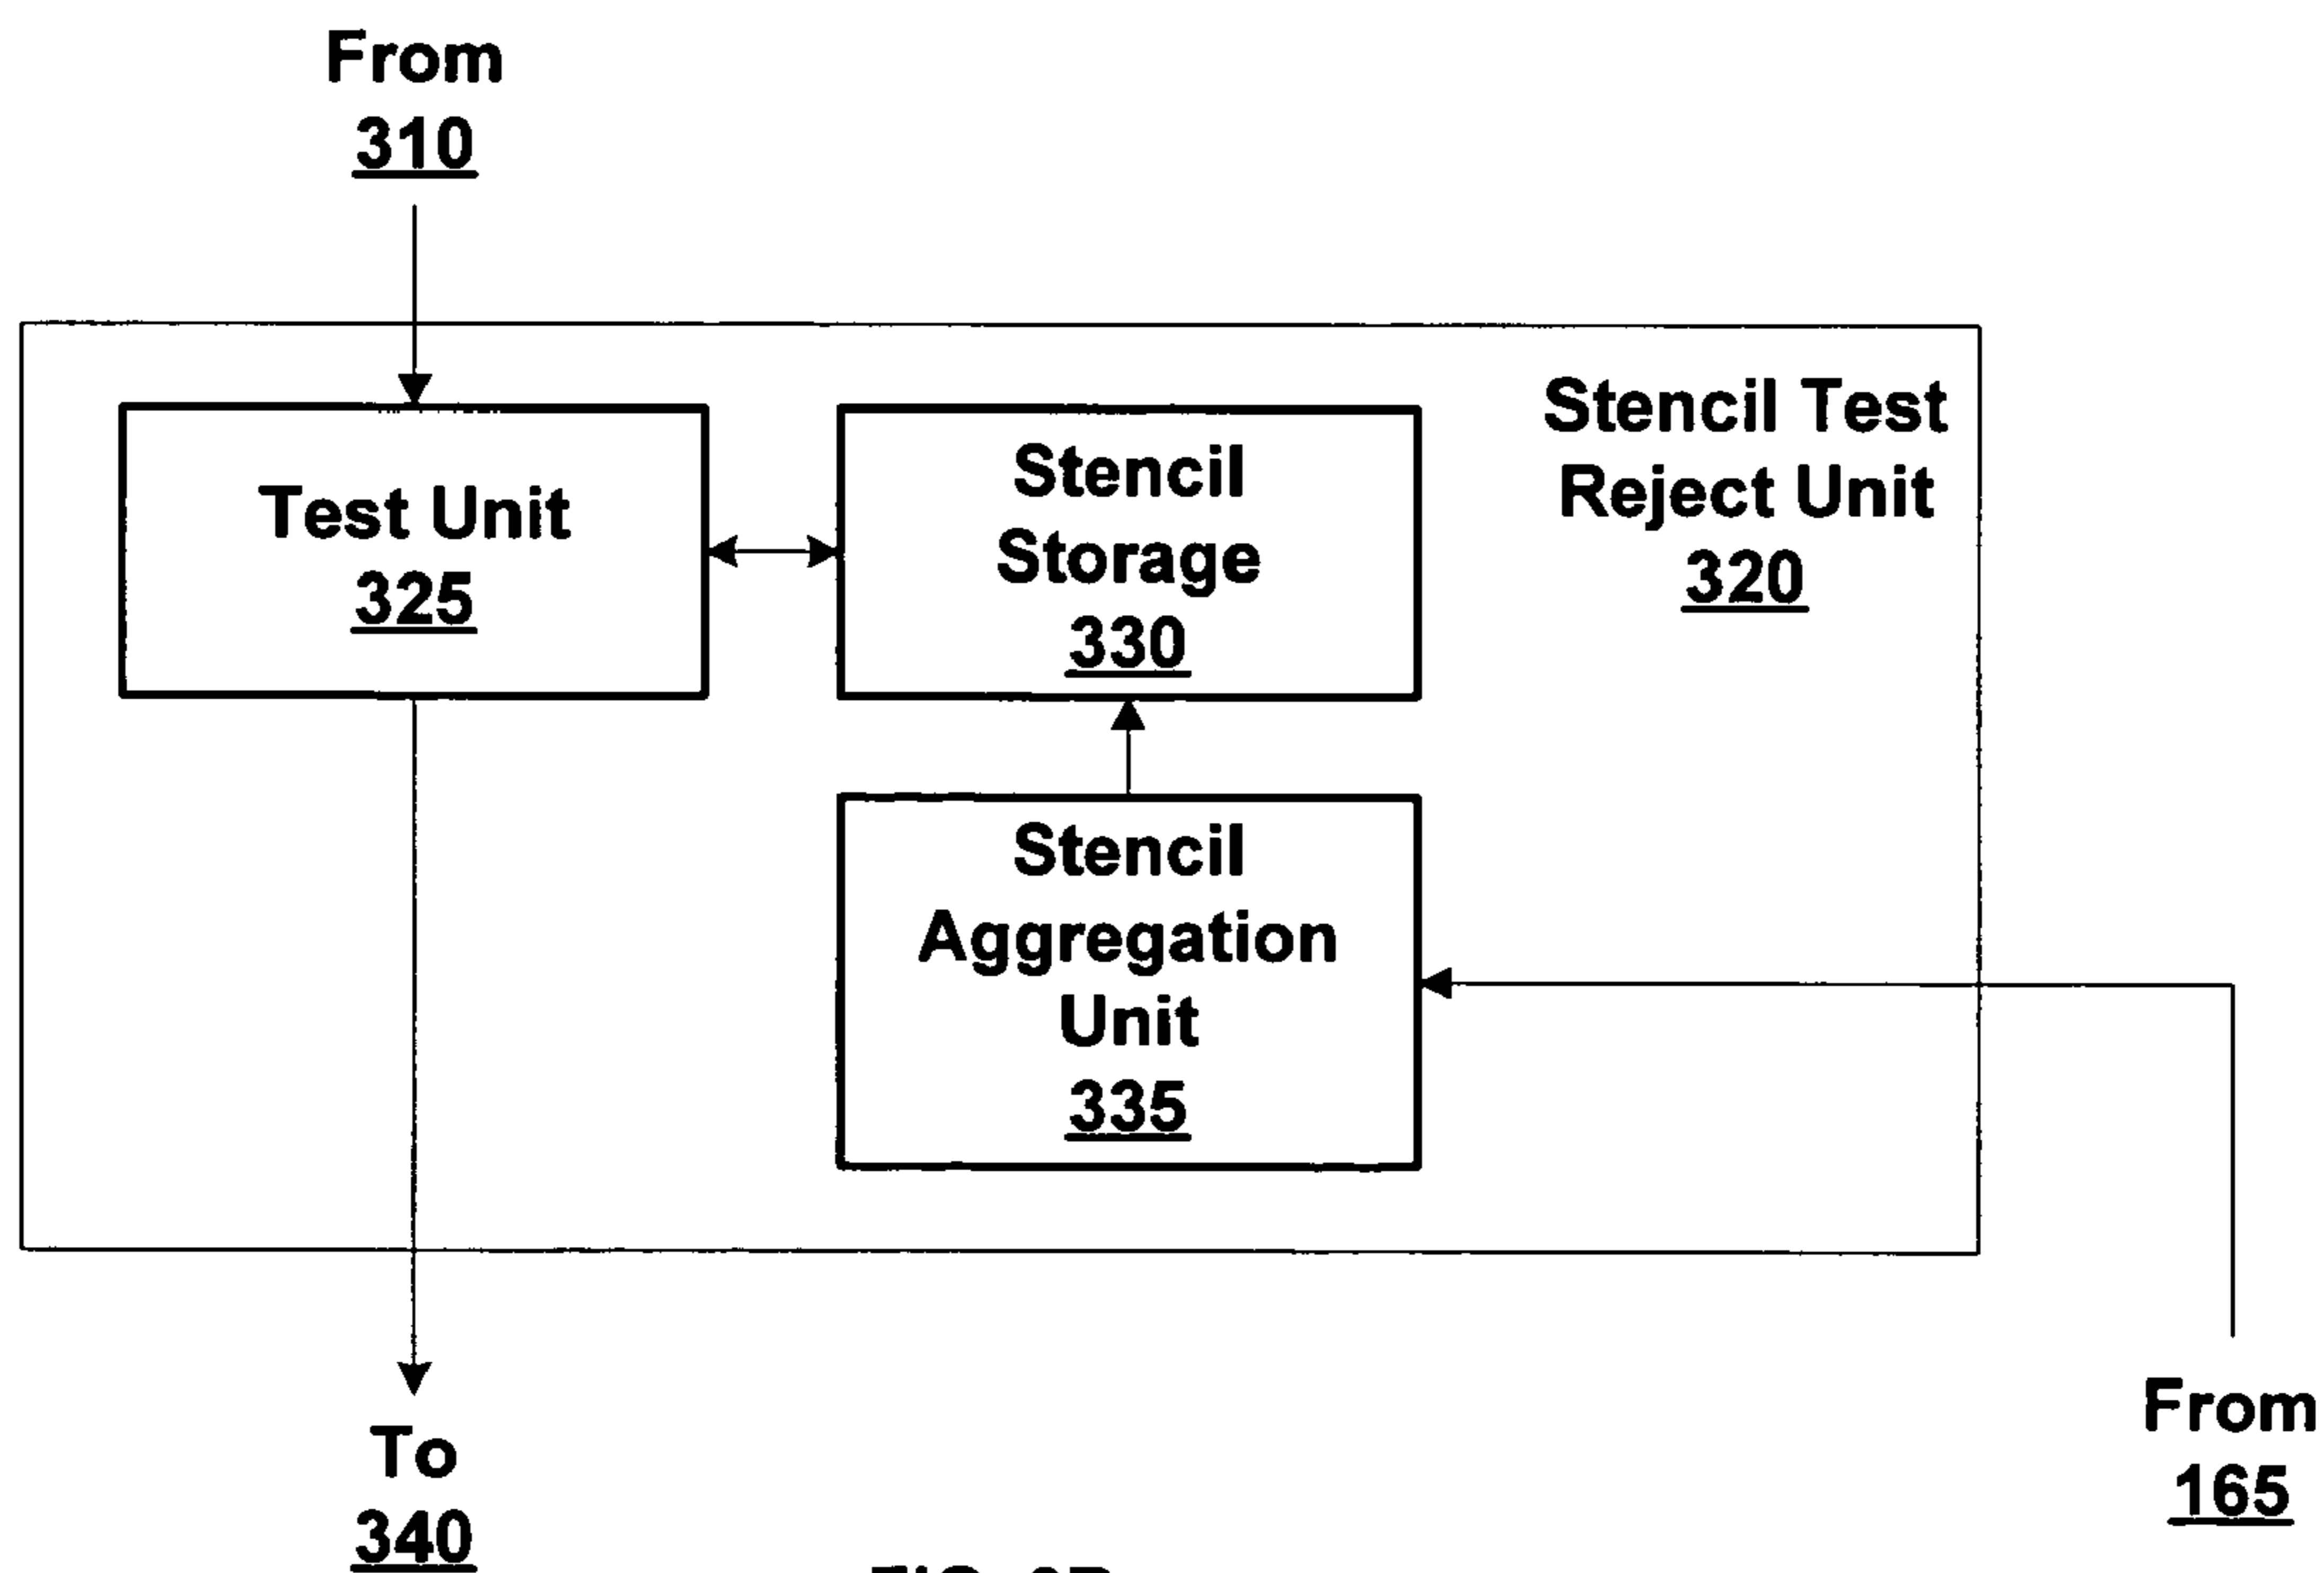 From
310
Test Unit
325
Stencil
Storage
330
Stencil Test
Reject Unit
320
Stencil
Aggregation
Unit
335
To
340
From
165